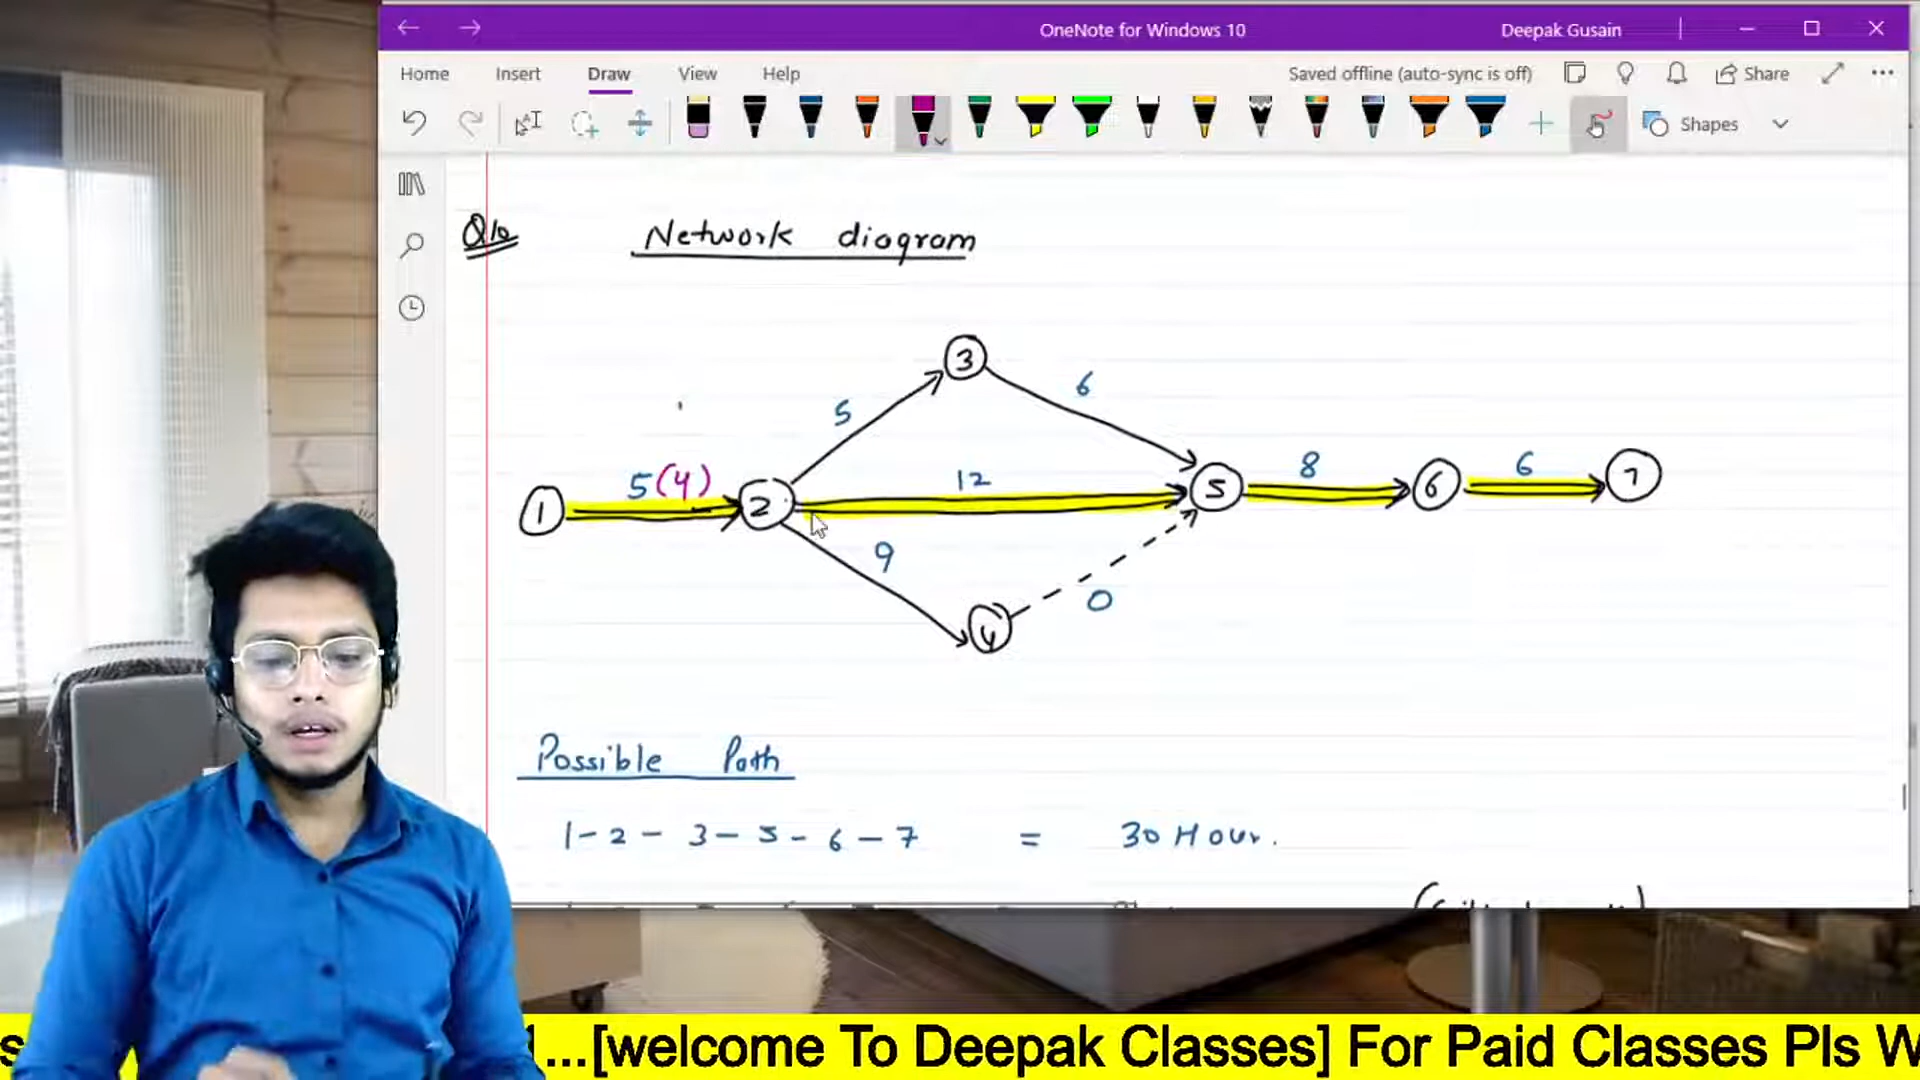 OneNote for Windows 10
Deepak Gusain
Home Insert Draw View Help
Saved offline (auto-sync is off) Share
Shapes
Q10 Network diagram
3
5 6
5(4) 12 8 6
1 2 5 6 7
9
0
4
Possible Path
1-2-3-5-6-7 = 30 Hour.
1...[welcome To Deepak Classes] For Paid Classes Pls W